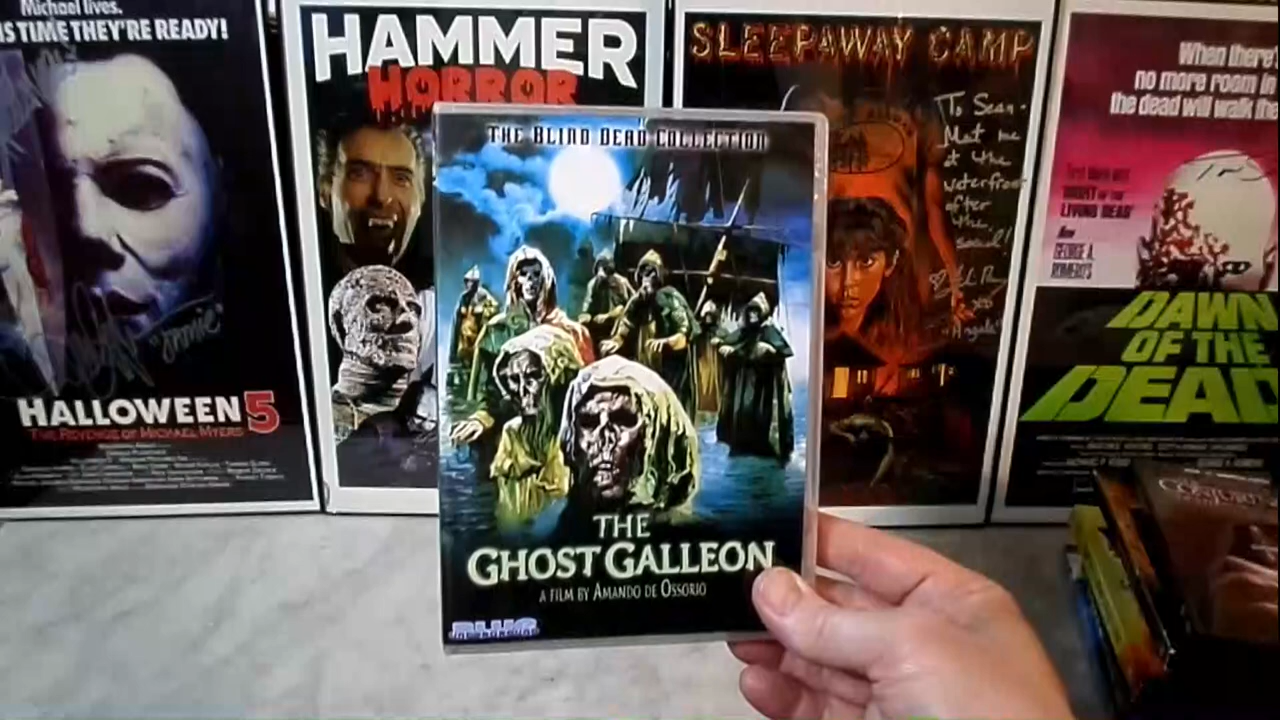 Michael lives.
IS TIME THEY'RE READY!
"Jamie"
HALLOWEEN 5
THE REVENGE OF MICHAEL MYERS
HAMMER
HORROR
THE BLIND DEAD COLLECTION
THE
GHOST GALLEON
A FILM BY AMANDO DE OSSORIO
BLUE
UNDERGROUND
SLEEPAWAY CAMP
To Sean-
Meet me
at the
waterfront
after
the
social!
xo
"Angela"
When there's
no more room in
the dead will walk the
LIVING DEAD
GEORGE A.
ROMERO'S
DAWN
OF THE
DEAD